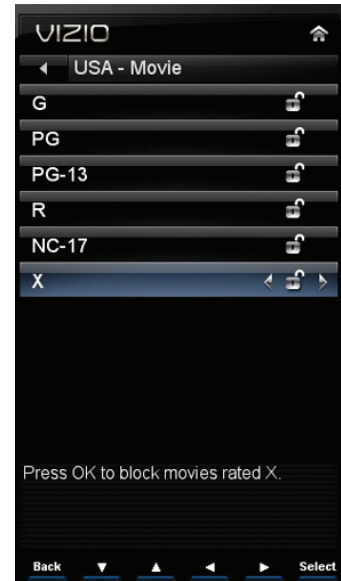 VIZIO
USA - Movie
G
PG
PG-13
R
NC-17
X
Press OK to block movies rated X.
Back Select